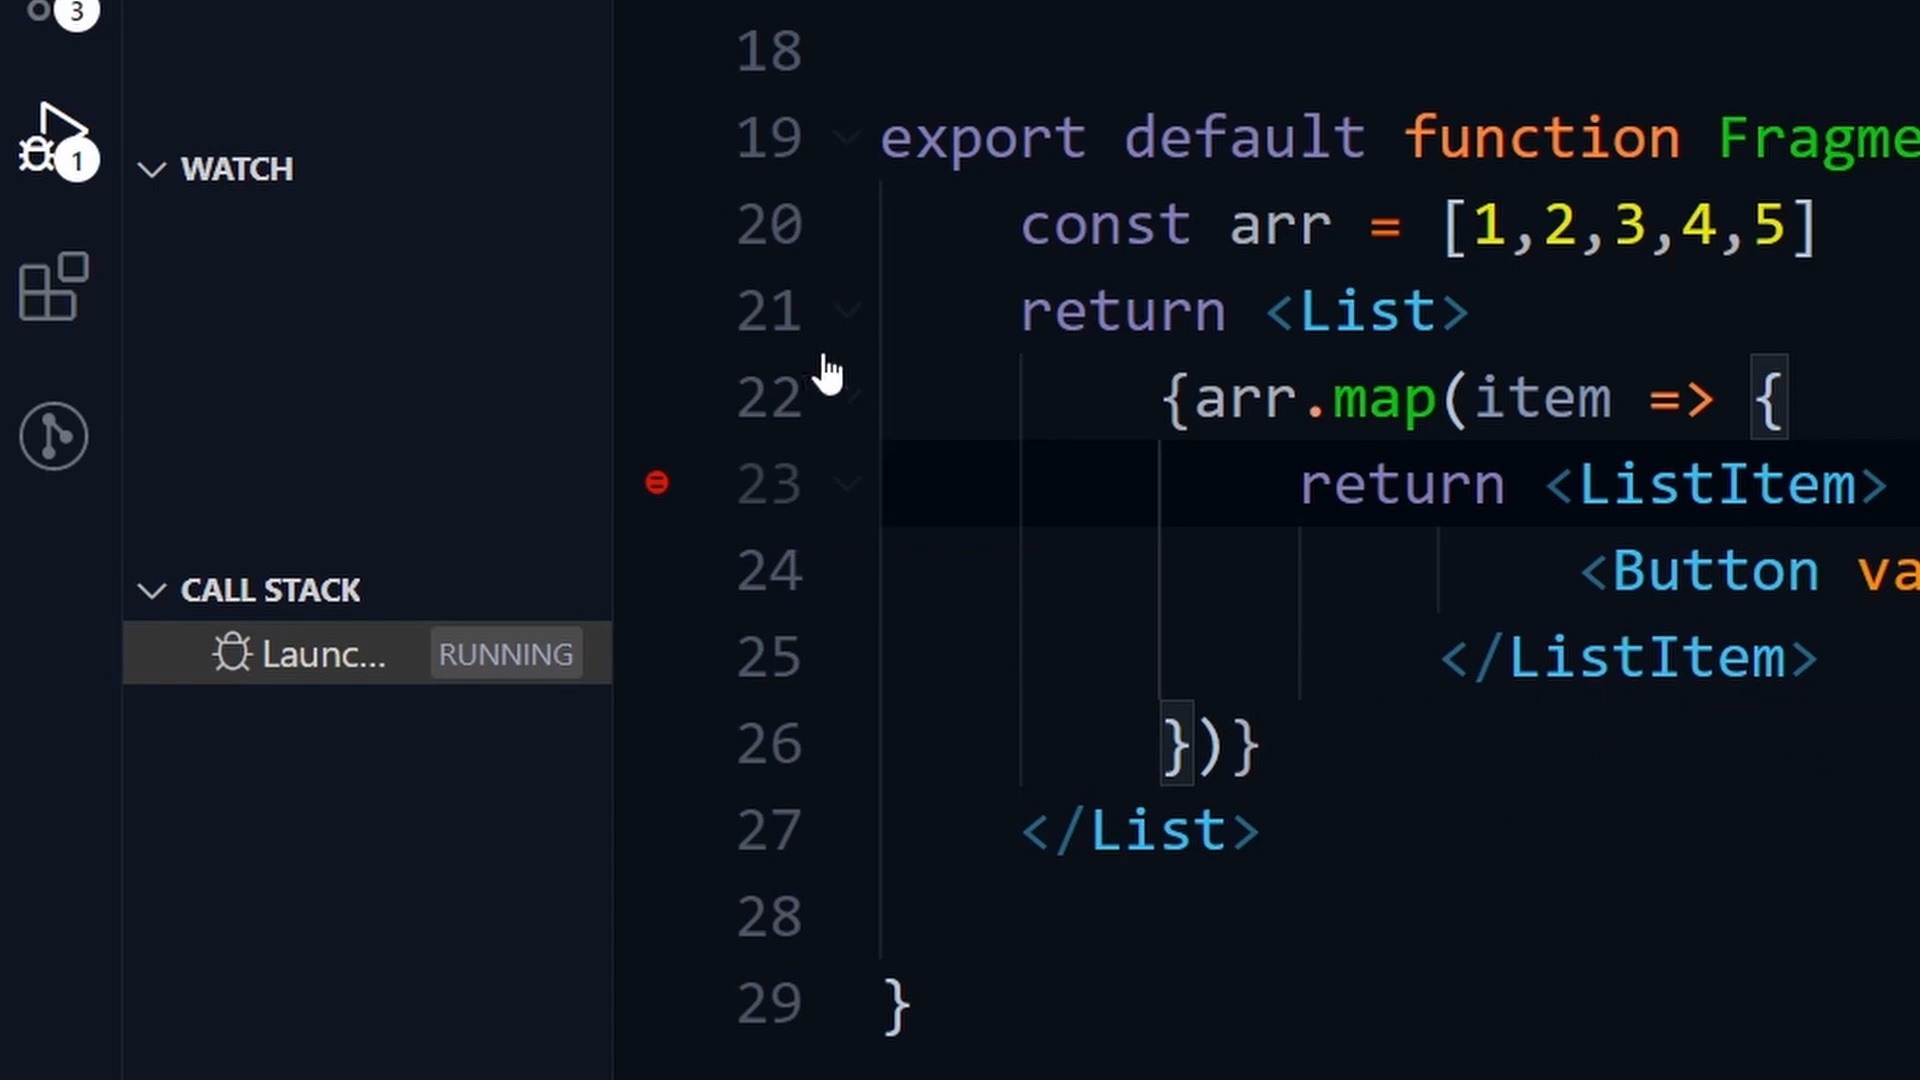 3
1
WATCH
CALL STACK
Launc... RUNNING
18
19 export default function Fragme
20 const arr = [1,2,3,4,5]
21 return <List>
22 {arr.map(item => {
23 return <ListItem>
24 <Button va
25 </ListItem>
26 })}
27 </List>
28
29 }